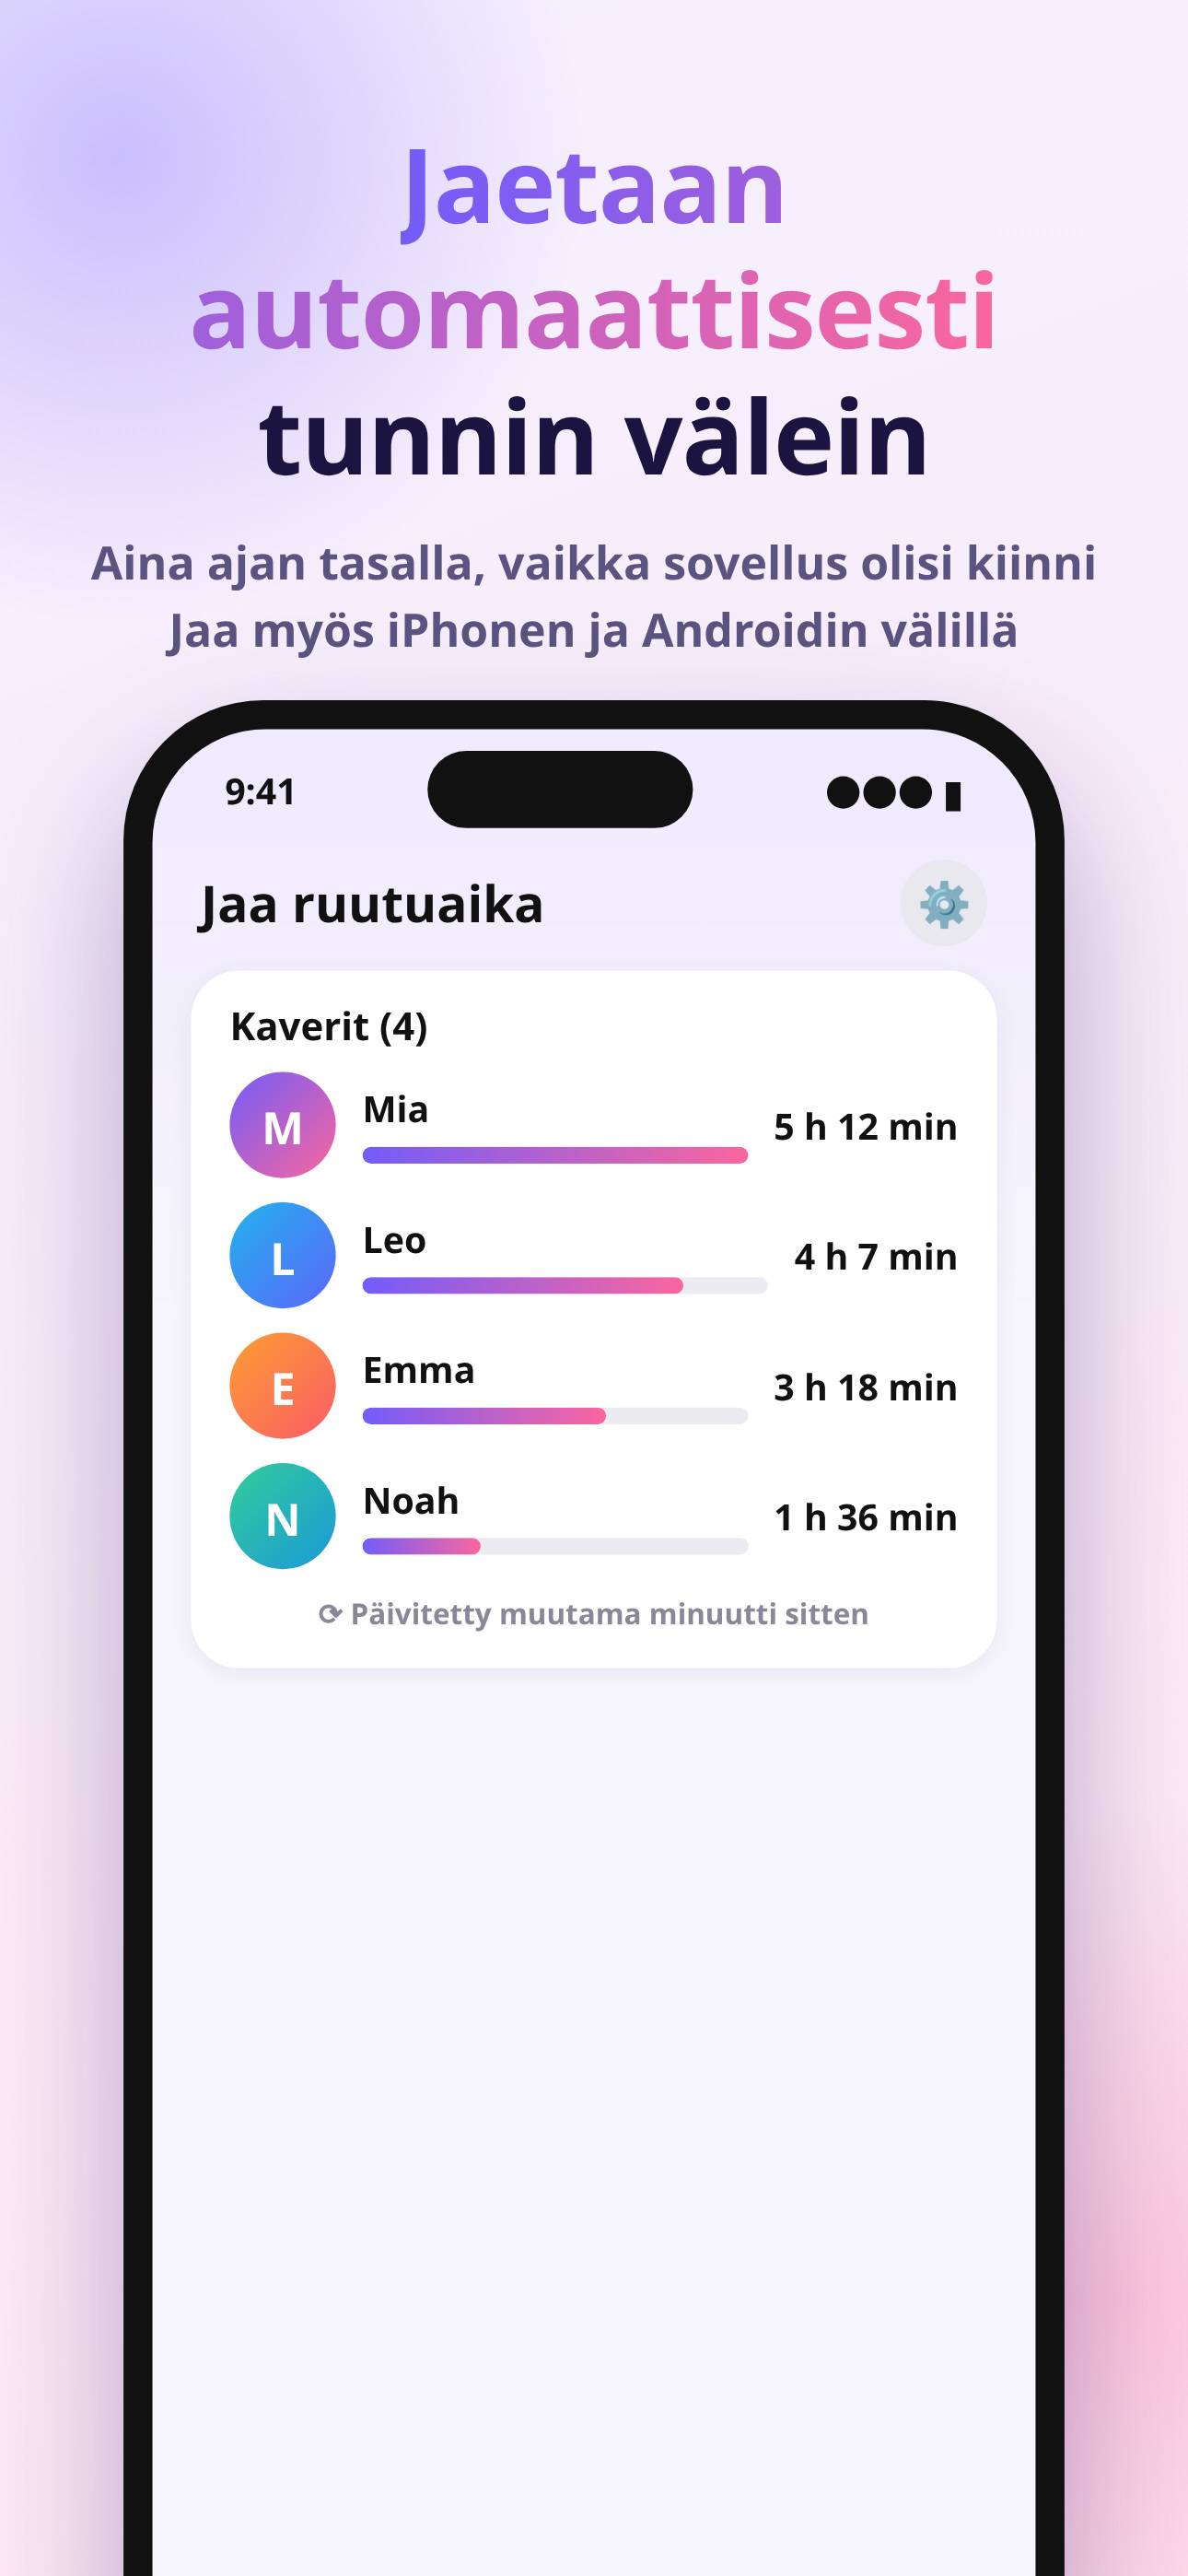 Jaetaan
automaattisesti
tunnin välein
Aina ajan tasalla, vaikka sovellus olisi kiinni
Jaa myös iPhonen ja Androidin välillä
9:41
Jaa ruutuaika
Kaverit (4)
M
Mia
5 h 12 min
L
Leo
4 h 7 min
E
Emma
3 h 18 min
N
Noah
1 h 36 min
⟳ Päivitetty muutama minuutti sitten